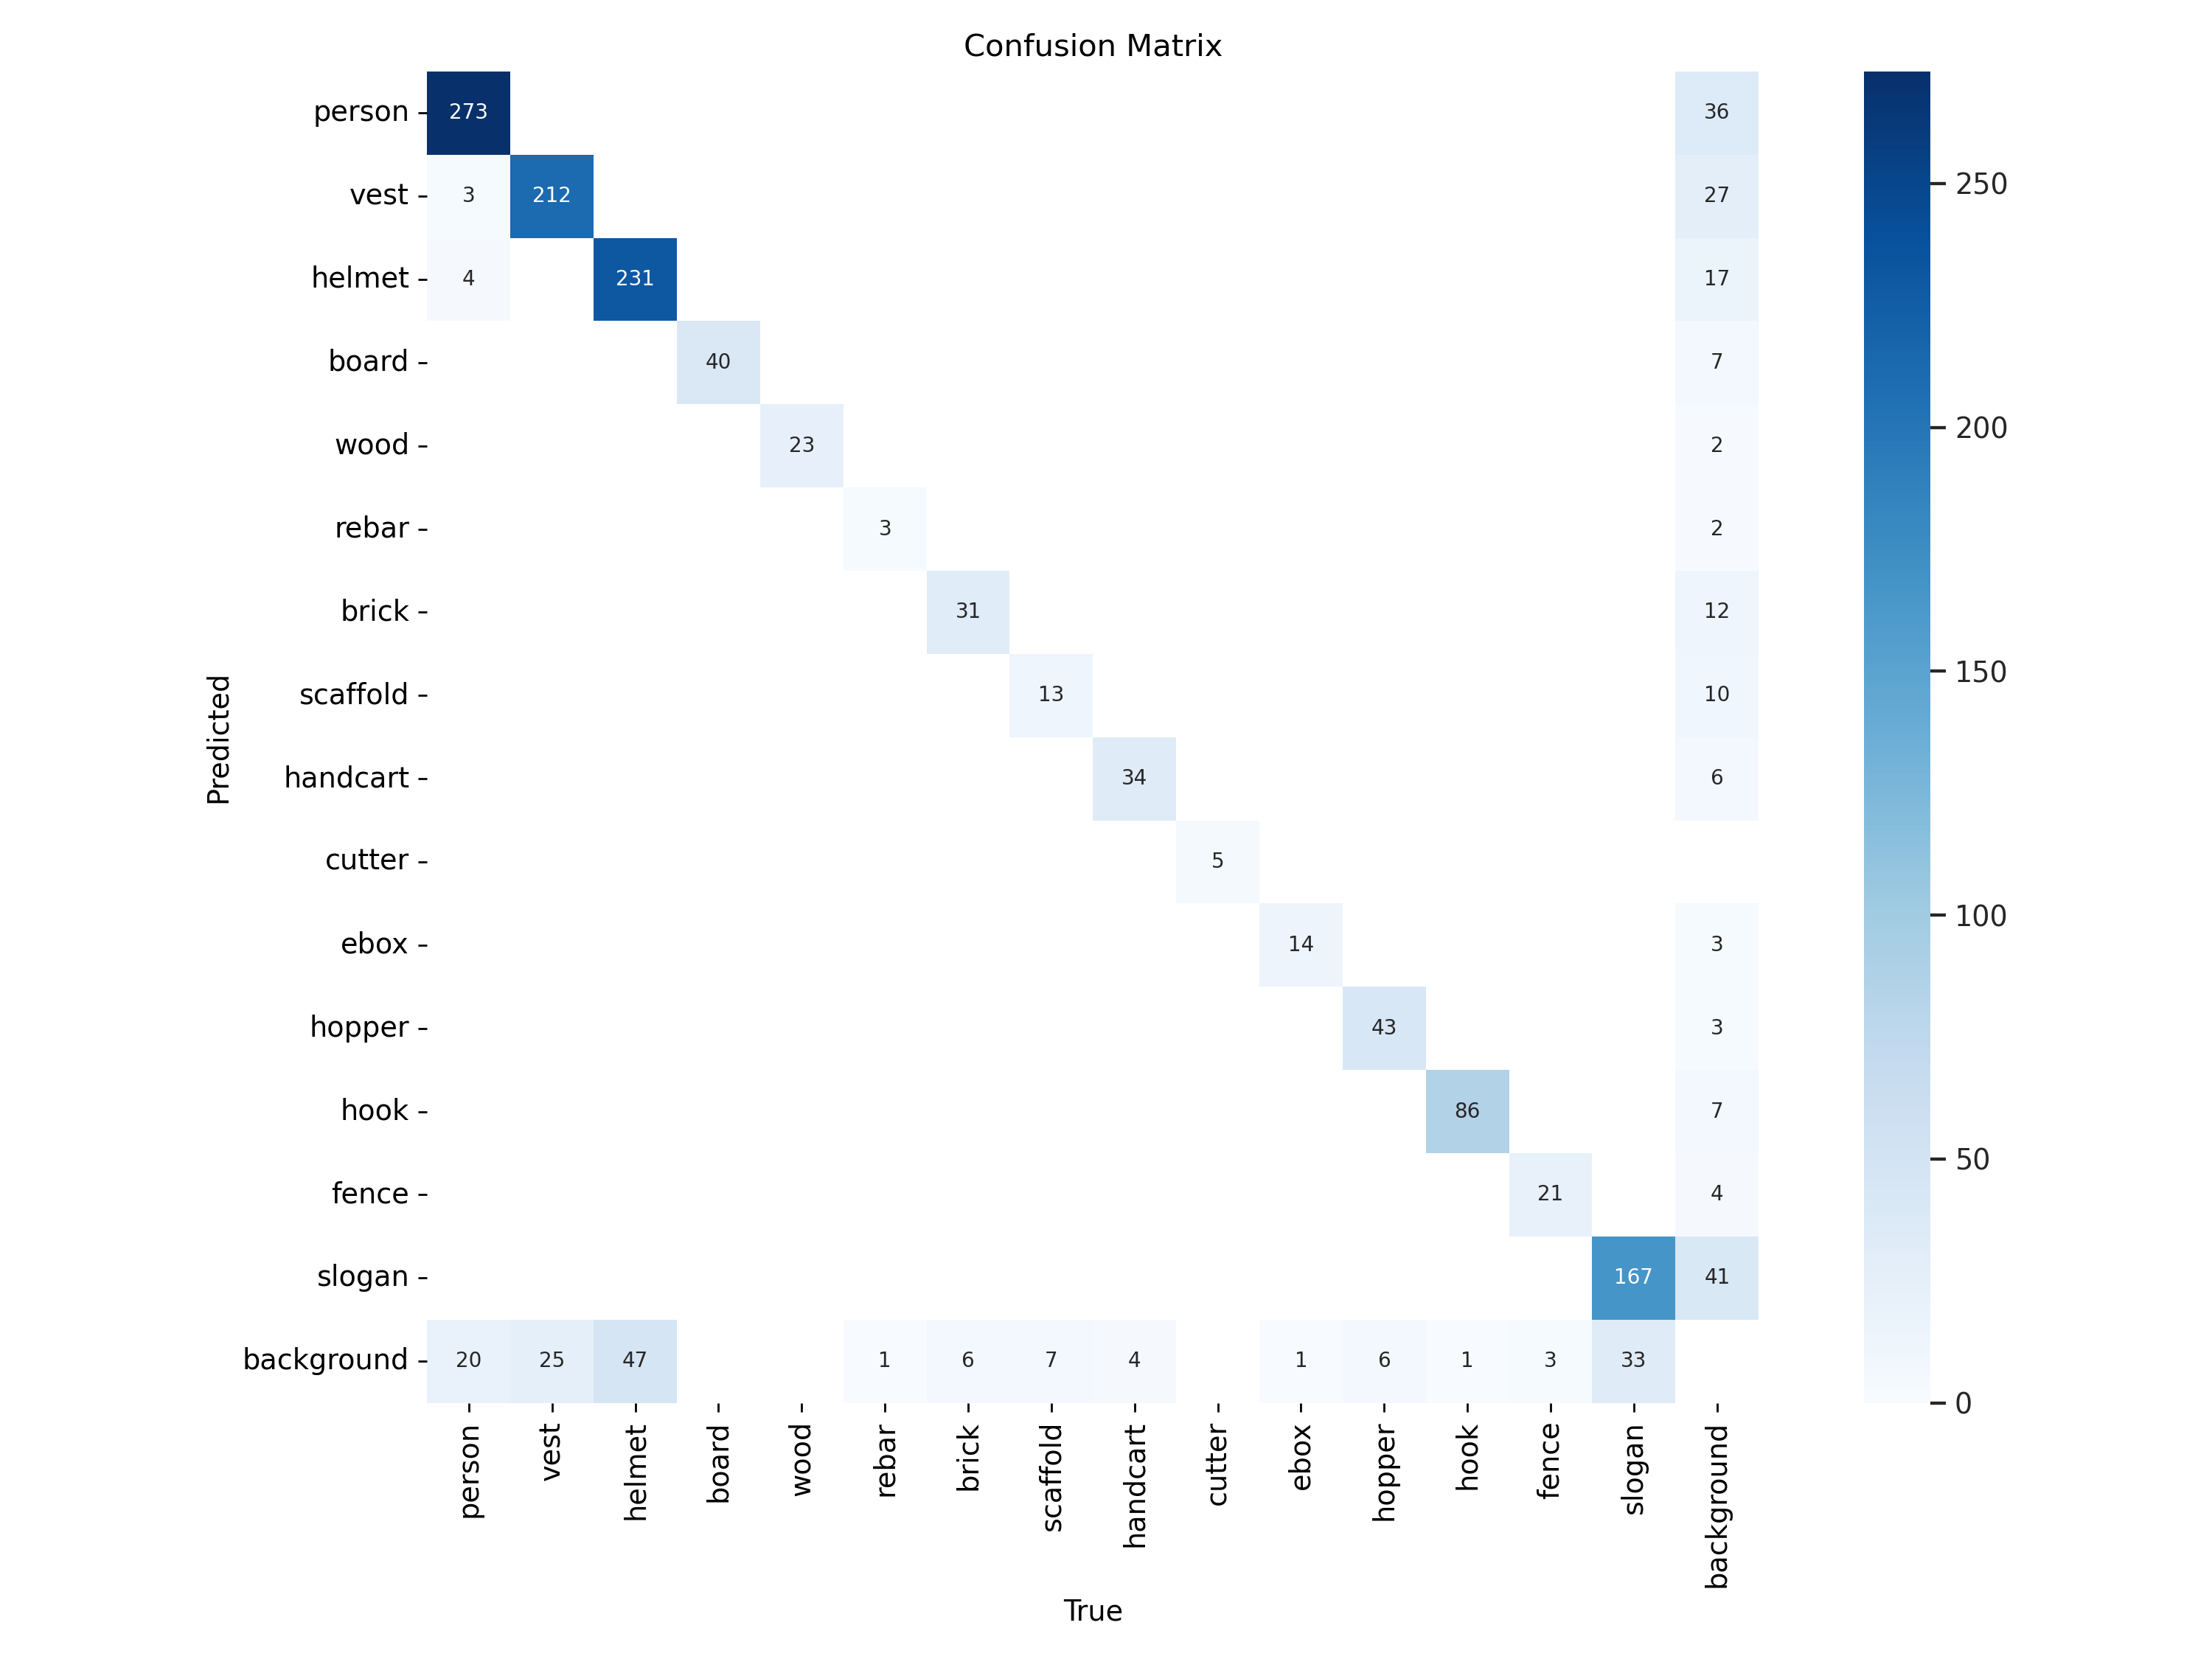 Confusion Matrix
person 273 36
vest 3 212 27 250
helmet 4 231 17
board 40 7
wood 23 2 200
rebar 3 2
brick 31 12
scaffold 13 10 150
handcart 34 6
cutter 5
ebox 14 3 100
hopper 43 3
hook 86 7
fence 21 4 50
slogan 167 41
background 20 25 47 1 6 7 4 1 6 1 3 33
0
person vest helmet board wood rebar brick scaffold handcart cutter ebox hopper hook fence slogan background
Predicted
True